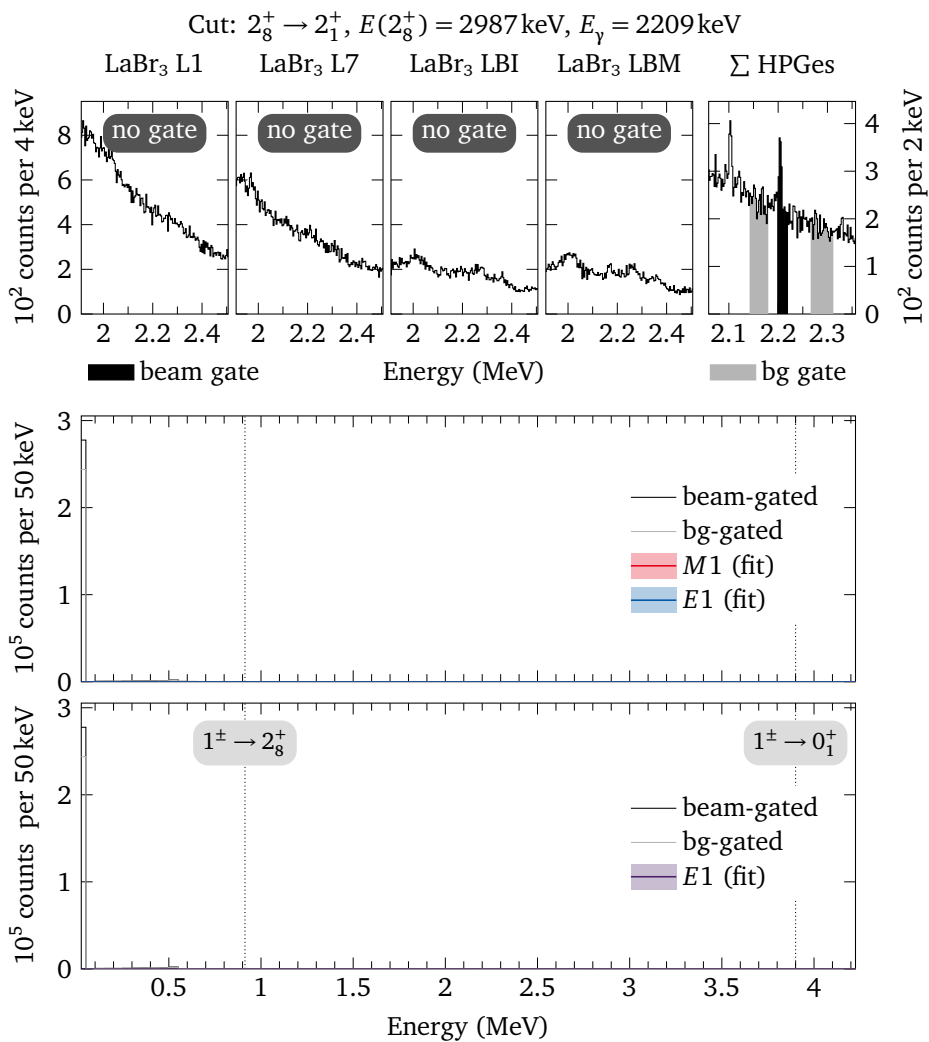 Cut: 2₈⁺ → 2₁⁺, E(2₈⁺) = 2987 keV, Eγ = 2209 keV
LaBr₃ L1 LaBr₃ L7 LaBr₃ LBI LaBr₃ LBM ∑ HPGes
no gate no gate no gate no gate
10² counts per 4 keV
0 2 4 6 8
2 2.2 2.4 2 2.2 2.4 2 2.2 2.4 2 2.2 2.4 2.1 2.2 2.3
0 1 2 3 4
10² counts per 2 keV
beam gate Energy (MeV) bg gate
10⁵ counts per 50 keV
0 1 2 3
beam-gated
bg-gated
M1 (fit)
E1 (fit)
10⁵ counts per 50 keV
0 1 2 3
1± → 2₈⁺ 1± → 0₁⁺
beam-gated
bg-gated
E1 (fit)
0.5 1 1.5 2 2.5 3 3.5 4
Energy (MeV)